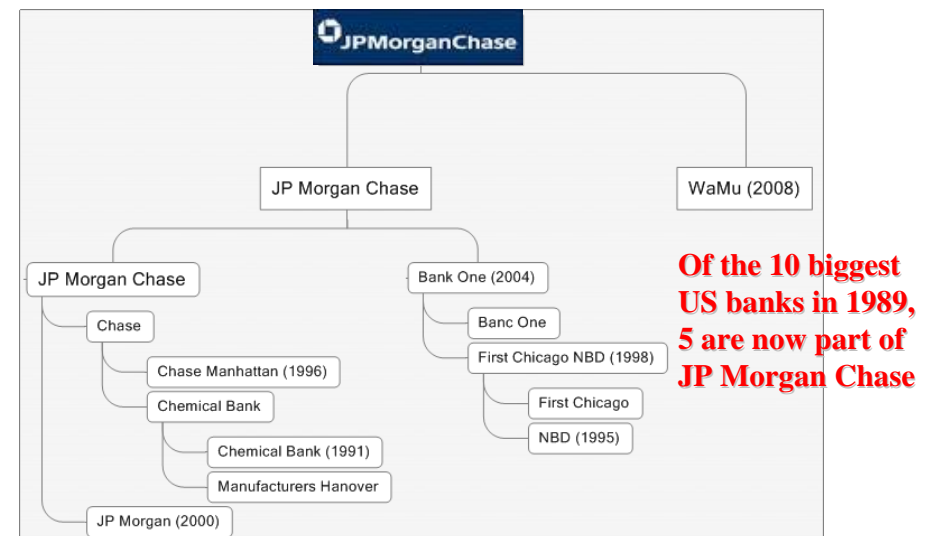 JPMorganChase
JP Morgan Chase
WaMu (2008)
JP Morgan Chase
Chase
Chase Manhattan (1996)
Chemical Bank
Chemical Bank (1991)
Manufacturers Hanover
JP Morgan (2000)
Bank One (2004)
Banc One
First Chicago NBD (1998)
First Chicago
NBD (1995)
Of the 10 biggest
US banks in 1989,
5 are now part of
JP Morgan Chase